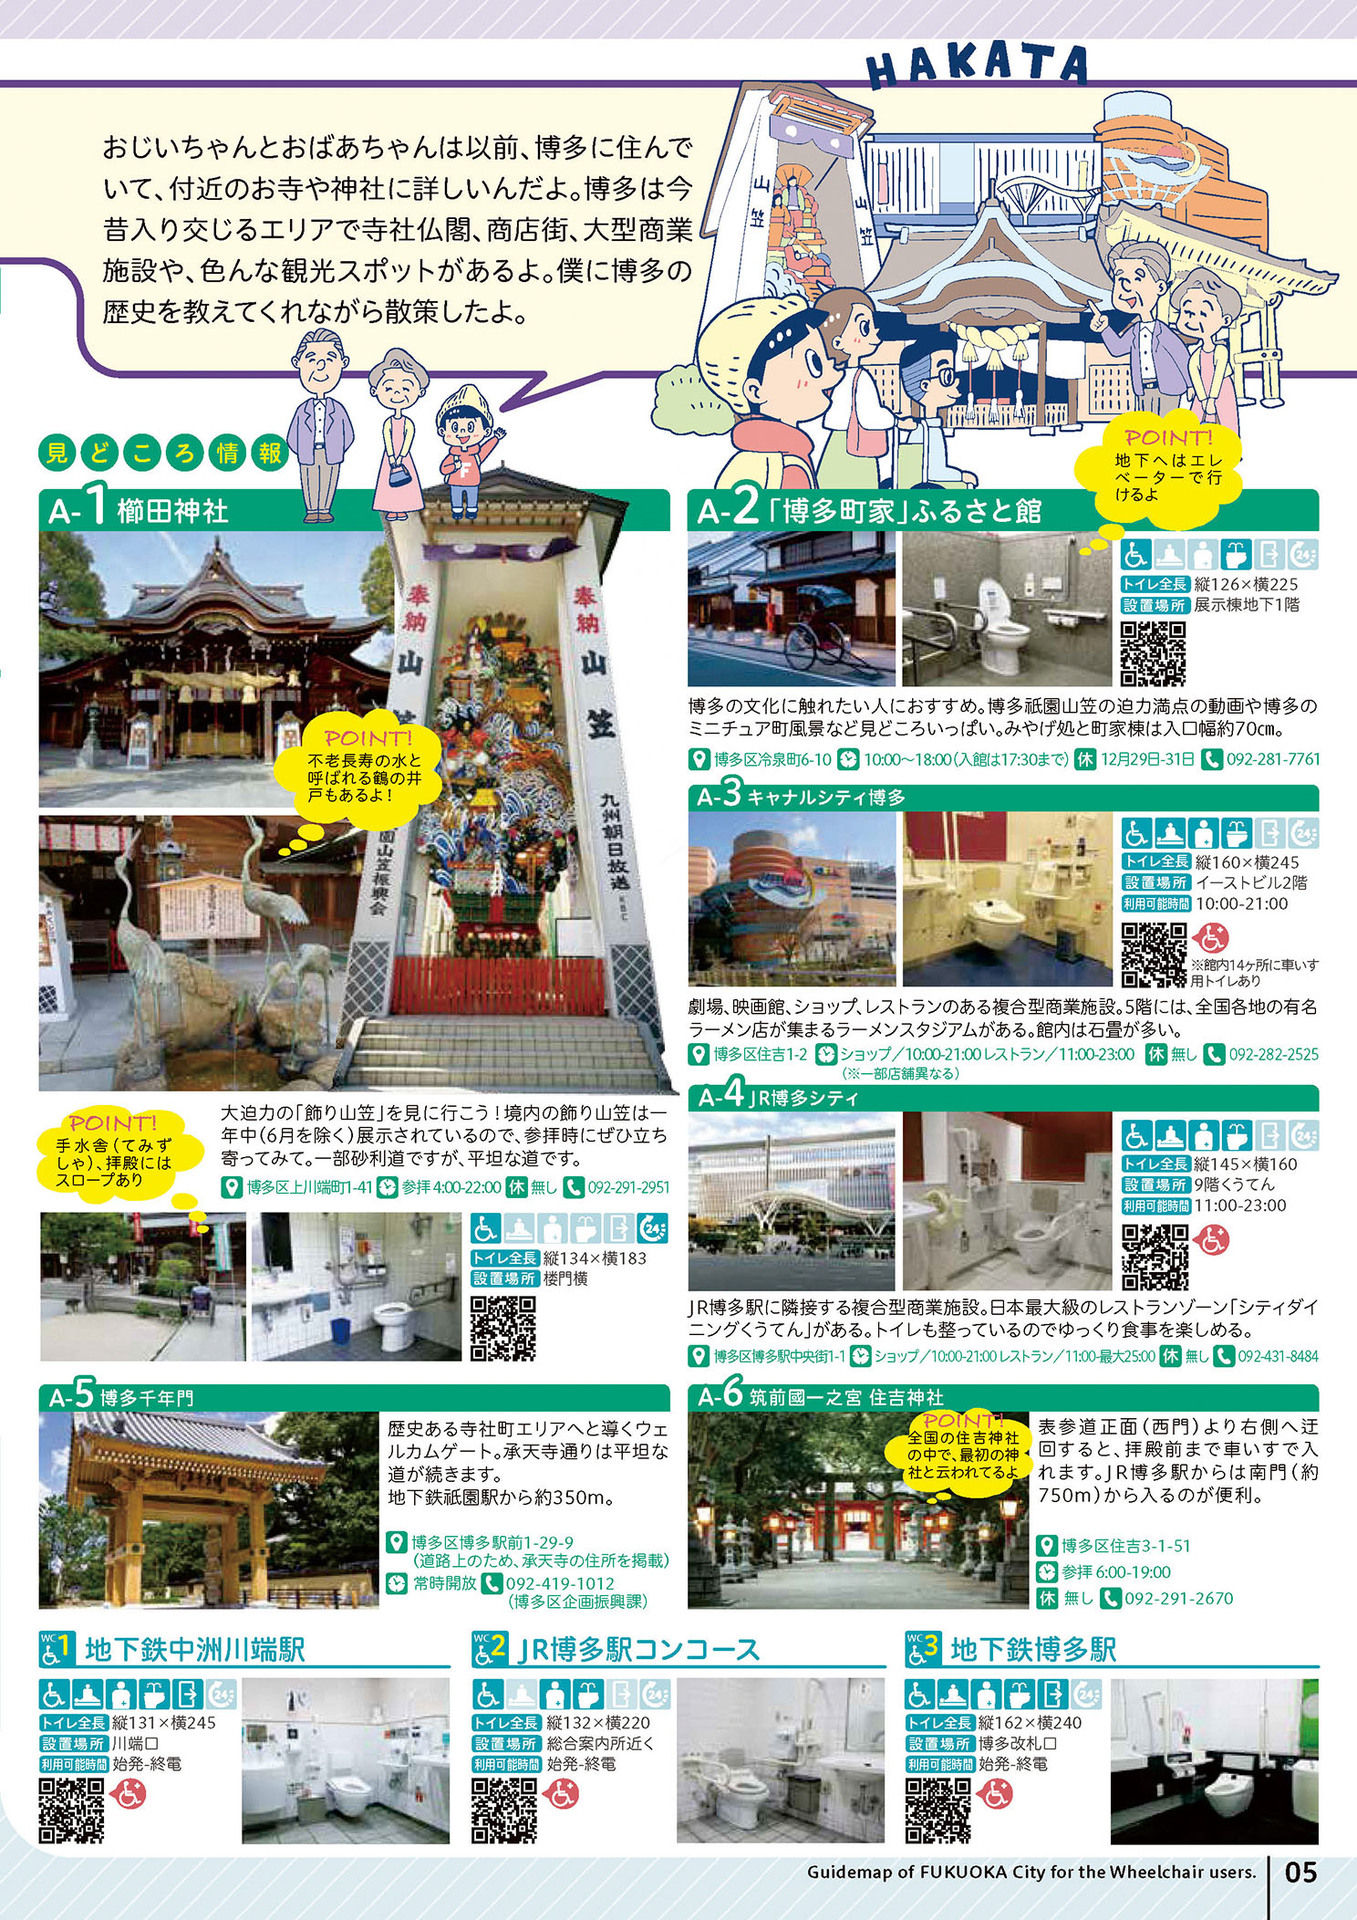 HAKATA
おじいちゃんとおばあちゃんは以前、博多に住んで
いて、付近のお寺や神社に詳しいんだよ。博多は今
昔入り交じるエリアで寺社仏閣、商店街、大型商業
施設や、色んな観光スポットがあるよ。僕に博多の
歴史を教えてくれながら散策したよ。
山笠
山笠
F
見どころ情報
A-1 櫛田神社
奉納 山笠
奉納 山笠
九州朝日放送 KBC
園山笠振興会
POINT!
不老長寿の水と
呼ばれる鶴の井
戸もあるよ!
POINT!
手水舎(てみず
しゃ)、拝殿には
スロープあり
大迫力の「飾り山笠」を見に行こう!境内の飾り山笠は一
年中(6月を除く)展示されているので、参拝時にぜひ立ち
寄ってみて。一部砂利道ですが、平坦な道です。
博多区上川端町1-41 参拝 4:00-22:00 休 無し 092-291-2951
24
トイレ全長 縦134×横183
設置場所 楼門横
A-2 「博多町家」ふるさと館
POINT!
地下へはエレ
ベーターで行
けるよ
24
トイレ全長 縦126×横225
設置場所 展示棟地下1階
博多の文化に触れたい人におすすめ。博多祇園山笠の迫力満点の動画や博多の
ミニチュア町風景など見どころいっぱい。みやげ処と町家棟は入口幅約70㎝。
博多区冷泉町6-10 10:00〜18:00(入館は17:30まで) 休 12月29日-31日 092-281-7761
A-3 キャナルシティ博多
24
トイレ全長 縦160×横245
設置場所 イーストビル2階
利用可能時間 10:00-21:00
※館内14ヶ所に車いす
用トイレあり
劇場、映画館、ショップ、レストランのある複合型商業施設。5階には、全国各地の有名
ラーメン店が集まるラーメンスタジアムがある。館内は石畳が多い。
博多区住吉1-2 ショップ/10:00-21:00 レストラン/11:00-23:00 休 無し 092-282-2525
(※一部店舗異なる)
A-4 JR博多シティ
24
トイレ全長 縦145×横160
設置場所 9階くうてん
利用可能時間 11:00-23:00
JR博多駅に隣接する複合型商業施設。日本最大級のレストランゾーン「シティダイ
ニングくうてん」がある。トイレも整っているのでゆっくり食事を楽しめる。
博多区博多駅中央街1-1 ショップ/10:00-21:00 レストラン/11:00-最大25:00 休 無し 092-431-8484
A-5 博多千年門
歴史ある寺社町エリアへと導くウェ
ルカムゲート。承天寺通りは平坦な
道が続きます。
地下鉄祇園駅から約350m。
博多区博多駅前1-29-9
(道路上のため、承天寺の住所を掲載)
常時開放 092-419-1012
(博多区企画振興課)
A-6 筑前國一之宮 住吉神社
POINT!
全国の住吉神社
の中で、最初の神
社と云われてるよ
表参道正面(西門)より右側へ迂
回すると、拝殿前まで車いすで入
れます。JR博多駅からは南門(約
750m)から入るのが便利。
博多区住吉3-1-51
参拝 6:00-19:00
休 無し 092-291-2670
WC 1 地下鉄中洲川端駅
24
トイレ全長 縦131×横245
設置場所 川端口
利用可能時間 始発-終電
WC 2 JR博多駅コンコース
24
トイレ全長 縦132×横220
設置場所 総合案内所近く
利用可能時間 始発-終電
WC 3 地下鉄博多駅
24
トイレ全長 縦162×横240
設置場所 博多改札口
利用可能時間 始発-終電
Guidemap of FUKUOKA City for the Wheelchair users. 05